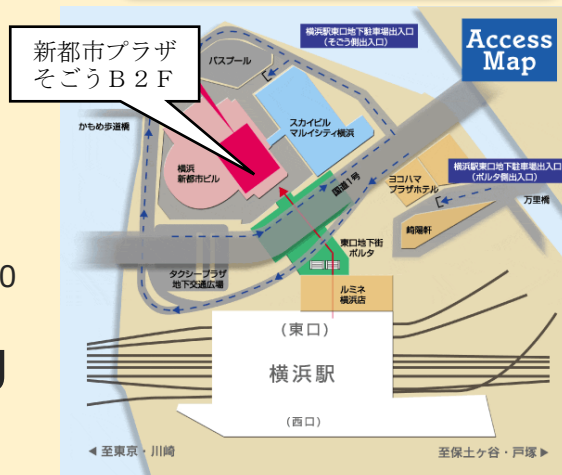 新都市プラザ
そごうＢ２Ｆ
横浜駅東口地下駐車場出入口
（そごう側出入口）
Access
Map
バスプール
かもめ歩道橋
スカイビル
マルイシティ横浜
横浜
新都市ビル
国道1号
横浜駅東口地下駐車場出入口
（ポルタ側出入口）
ヨコハマ
プラザホテル
万里橋
崎陽軒
東口地下街
ポルタ
タクシープラザ
地下交通広場
0
ルミネ
横浜店
（東口）
横浜駅
（西口）
◀ 至東京・川崎
至保土ヶ谷・戸塚 ▶